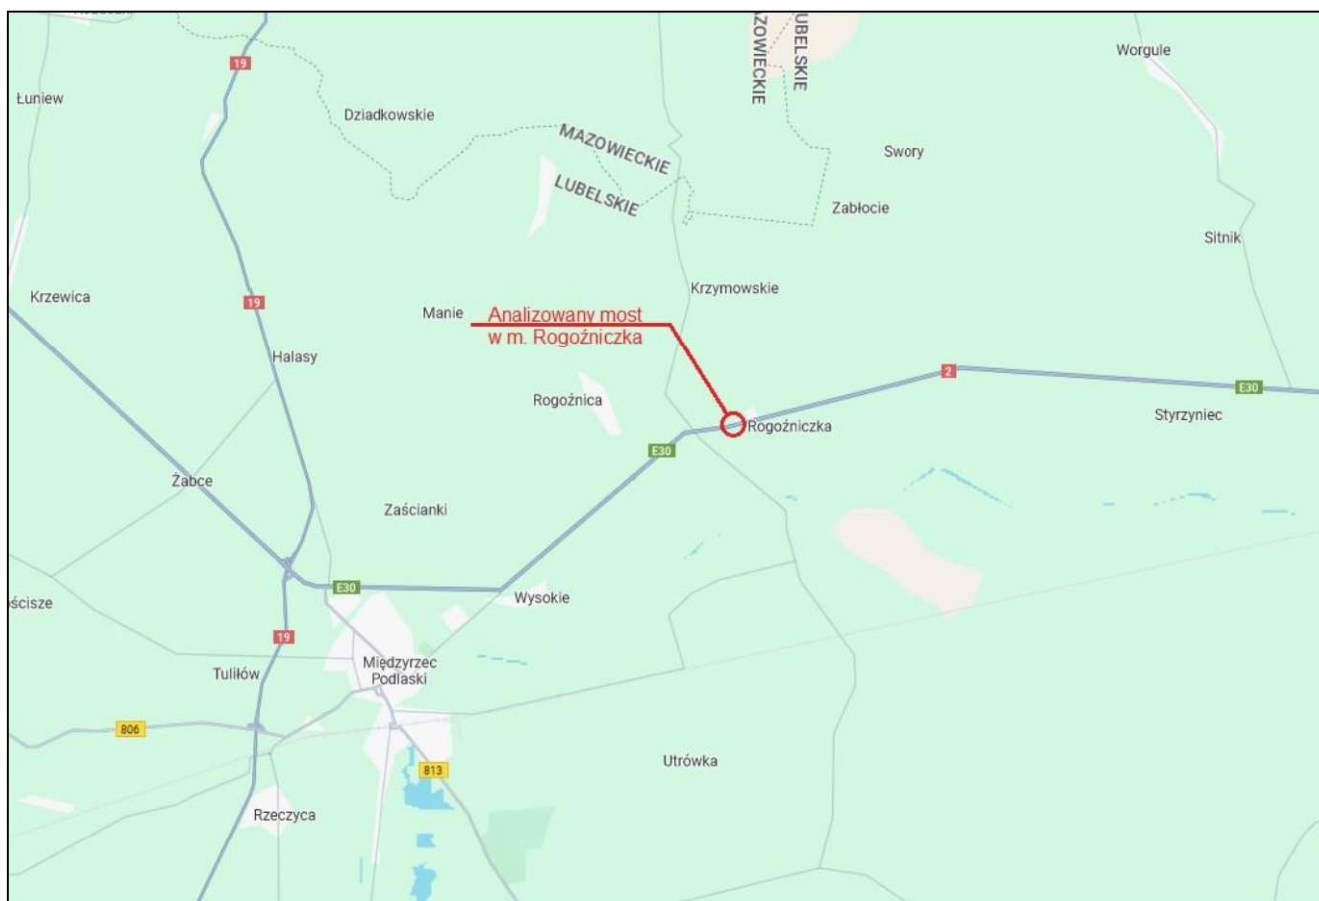 19
Łuniew
Dziadkowskie
MAZOWIECKIE
LUBELSKIE
Worgule
MAZOWIECKIE
LUBELSKIE
Swory
Zabłocie
Sitnik
Krzewica
19
Manie
Krzymowskie
Analizowany most
w m. Rogoźniczka
Halasy
2
E30
Rogoźnica
Styrzyniec
Rogoźniczka
E30
Żabce
Zaścianki
E30
Wysokie
19
Tuliłów
Międzyrzec
Podlaski
806
813
Utrówka
Rzeczyca